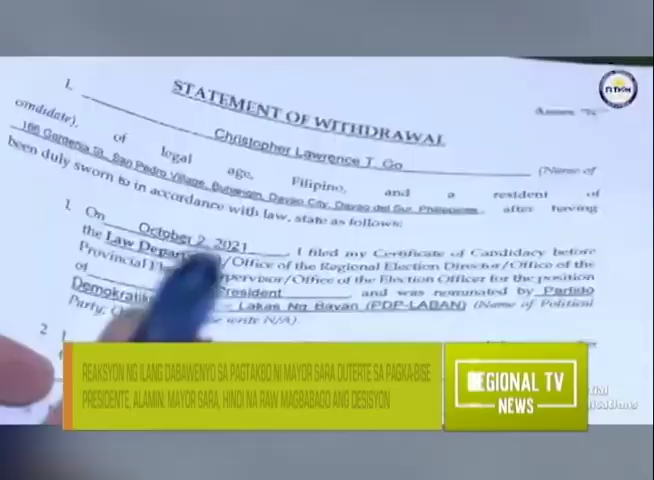 STATEMENT OF WITHDRAWAL
RTVM
I,
Christopher Lawrence T. Go
(Name of
candidate), of legal age, Filipino, and a resident of
166 Gardenia St., Sao Pedro Village, Buhangin, Davao City, Davao del Sur, Philippines, after having
been duly sworn to in accordance with law, state as follows:
1. On October 2, 2021, I filed my Certificate of Candidacy before
the Law /Office of the Regional Election Director/Office of the
Provincial Supervisor/Office of the Election Officer for the position
of President and was nominated by Partido
– Lakas Ng Bayan (PDP-LABAN) (Name of Political
Party, write N/A).
2
REAKSYON NG ILANG DABAWENYO SA PAGTAKBO NI MAYOR SARA DUTERTE SA PAGKA-BISE
PRESIDENTE, ALAMIN; MAYOR SARA, HINDI NA RAW MAGBABAGO ANG DESISYON
REGIONAL TV
NEWS